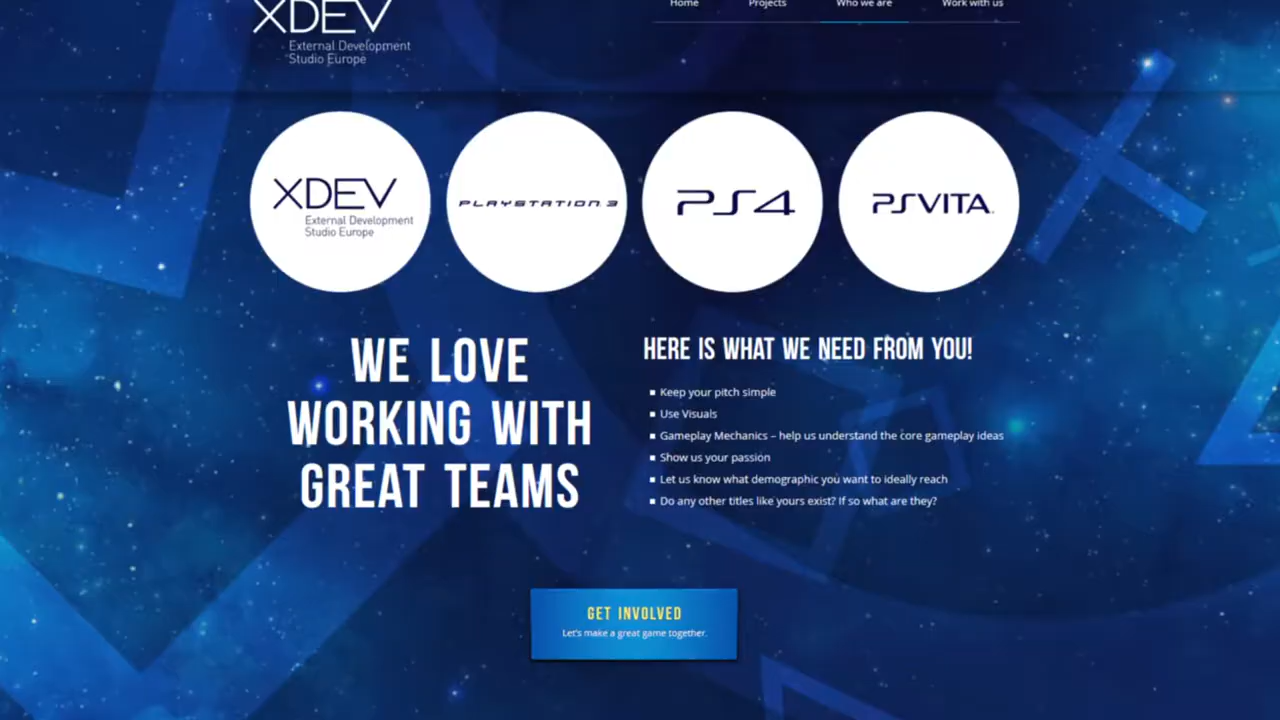 XDEV
External Development
Studio Europe
Home Projects Who we are Work with us
XDEV
External Development
Studio Europe
PLAYSTATION 3
PS4
PSVITA
WE LOVE
WORKING WITH
GREAT TEAMS
HERE IS WHAT WE NEED FROM YOU!
Keep your pitch simple
Use Visuals
Gameplay Mechanics – help us understand the core gameplay ideas
Show us your passion
Let us know what demographic you want to ideally reach
Do any other titles like yours exist? If so what are they?
GET INVOLVED
Let's make a great game together.